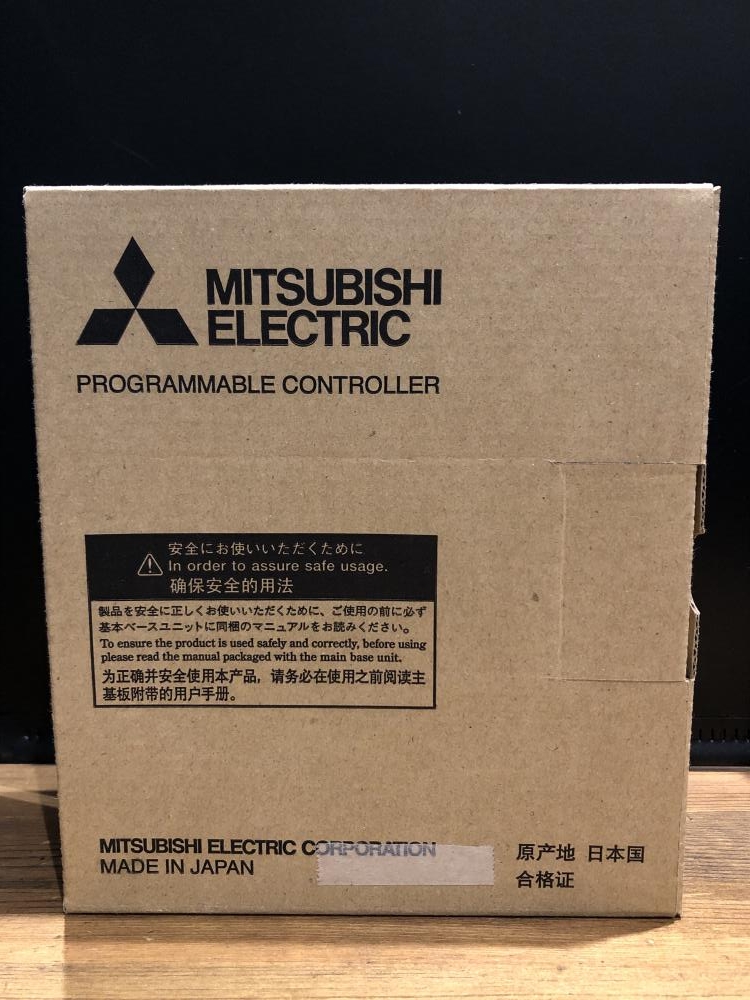 MITSUBISHI
ELECTRIC
PROGRAMMABLE CONTROLLER
安全にお使いいただくために
In order to assure safe usage.
确保安全的用法
製品を安全に正しくお使いいただくために、ご使用の前に必ず
基本ベースユニットに同梱のマニュアルをお読みください。
To ensure the product is used safely and correctly, before using
please read the manual packaged with the main base unit.
为正确并安全使用本产品，请务必在使用之前阅读主
基板附带的用户手册。
MITSUBISHI ELECTRIC CORPORATION
MADE IN JAPAN
原产地 日本国
合格证